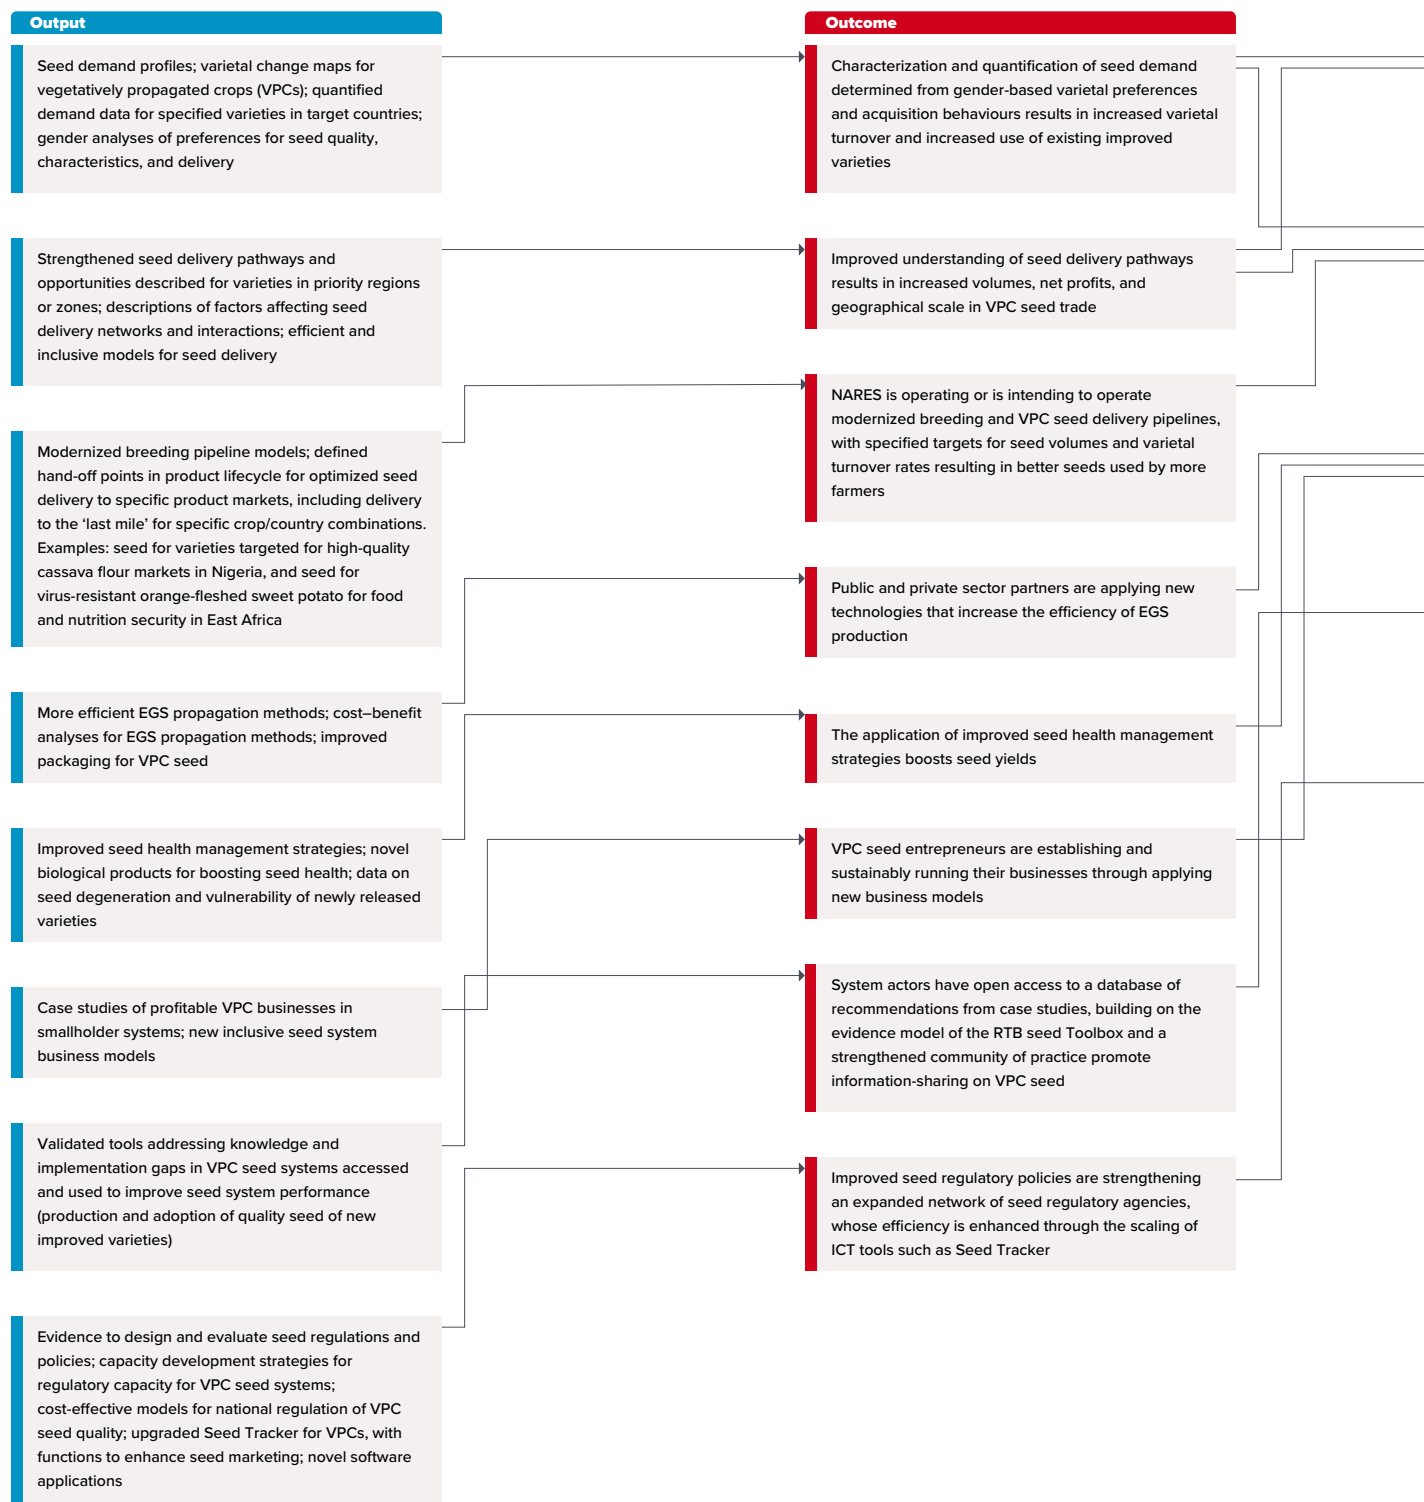 Output
Seed demand profiles; varietal change maps for
vegetatively propagated crops (VPCs); quantified
demand data for specified varieties in target countries;
gender analyses of preferences for seed quality,
characteristics, and delivery
Strengthened seed delivery pathways and
opportunities described for varieties in priority regions
or zones; descriptions of factors affecting seed
delivery networks and interactions; efficient and
inclusive models for seed delivery
Modernized breeding pipeline models; defined
hand-off points in product lifecycle for optimized seed
delivery to specific product markets, including delivery
to the ‘last mile’ for specific crop/country combinations.
Examples: seed for varieties targeted for high-quality
cassava flour markets in Nigeria, and seed for
virus-resistant orange-fleshed sweet potato for food
and nutrition security in East Africa
More efficient EGS propagation methods; cost–benefit
analyses for EGS propagation methods; improved
packaging for VPC seed
Improved seed health management strategies; novel
biological products for boosting seed health; data on
seed degeneration and vulnerability of newly released
varieties
Case studies of profitable VPC businesses in
smallholder systems; new inclusive seed system
business models
Validated tools addressing knowledge and
implementation gaps in VPC seed systems accessed
and used to improve seed system performance
(production and adoption of quality seed of new
improved varieties)
Evidence to design and evaluate seed regulations and
policies; capacity development strategies for
regulatory capacity for VPC seed systems;
cost-effective models for national regulation of VPC
seed quality; upgraded Seed Tracker for VPCs, with
functions to enhance seed marketing; novel software
applications
Outcome
Characterization and quantification of seed demand
determined from gender-based varietal preferences
and acquisition behaviours results in increased varietal
turnover and increased use of existing improved
varieties
Improved understanding of seed delivery pathways
results in increased volumes, net profits, and
geographical scale in VPC seed trade
NARES is operating or is intending to operate
modernized breeding and VPC seed delivery pipelines,
with specified targets for seed volumes and varietal
turnover rates resulting in better seeds used by more
farmers
Public and private sector partners are applying new
technologies that increase the efficiency of EGS
production
The application of improved seed health management
strategies boosts seed yields
VPC seed entrepreneurs are establishing and
sustainably running their businesses through applying
new business models
System actors have open access to a database of
recommendations from case studies, building on the
evidence model of the RTB seed Toolbox and a
strengthened community of practice promote
information-sharing on VPC seed
Improved seed regulatory policies are strengthening
an expanded network of seed regulatory agencies,
whose efficiency is enhanced through the scaling of
ICT tools such as Seed Tracker